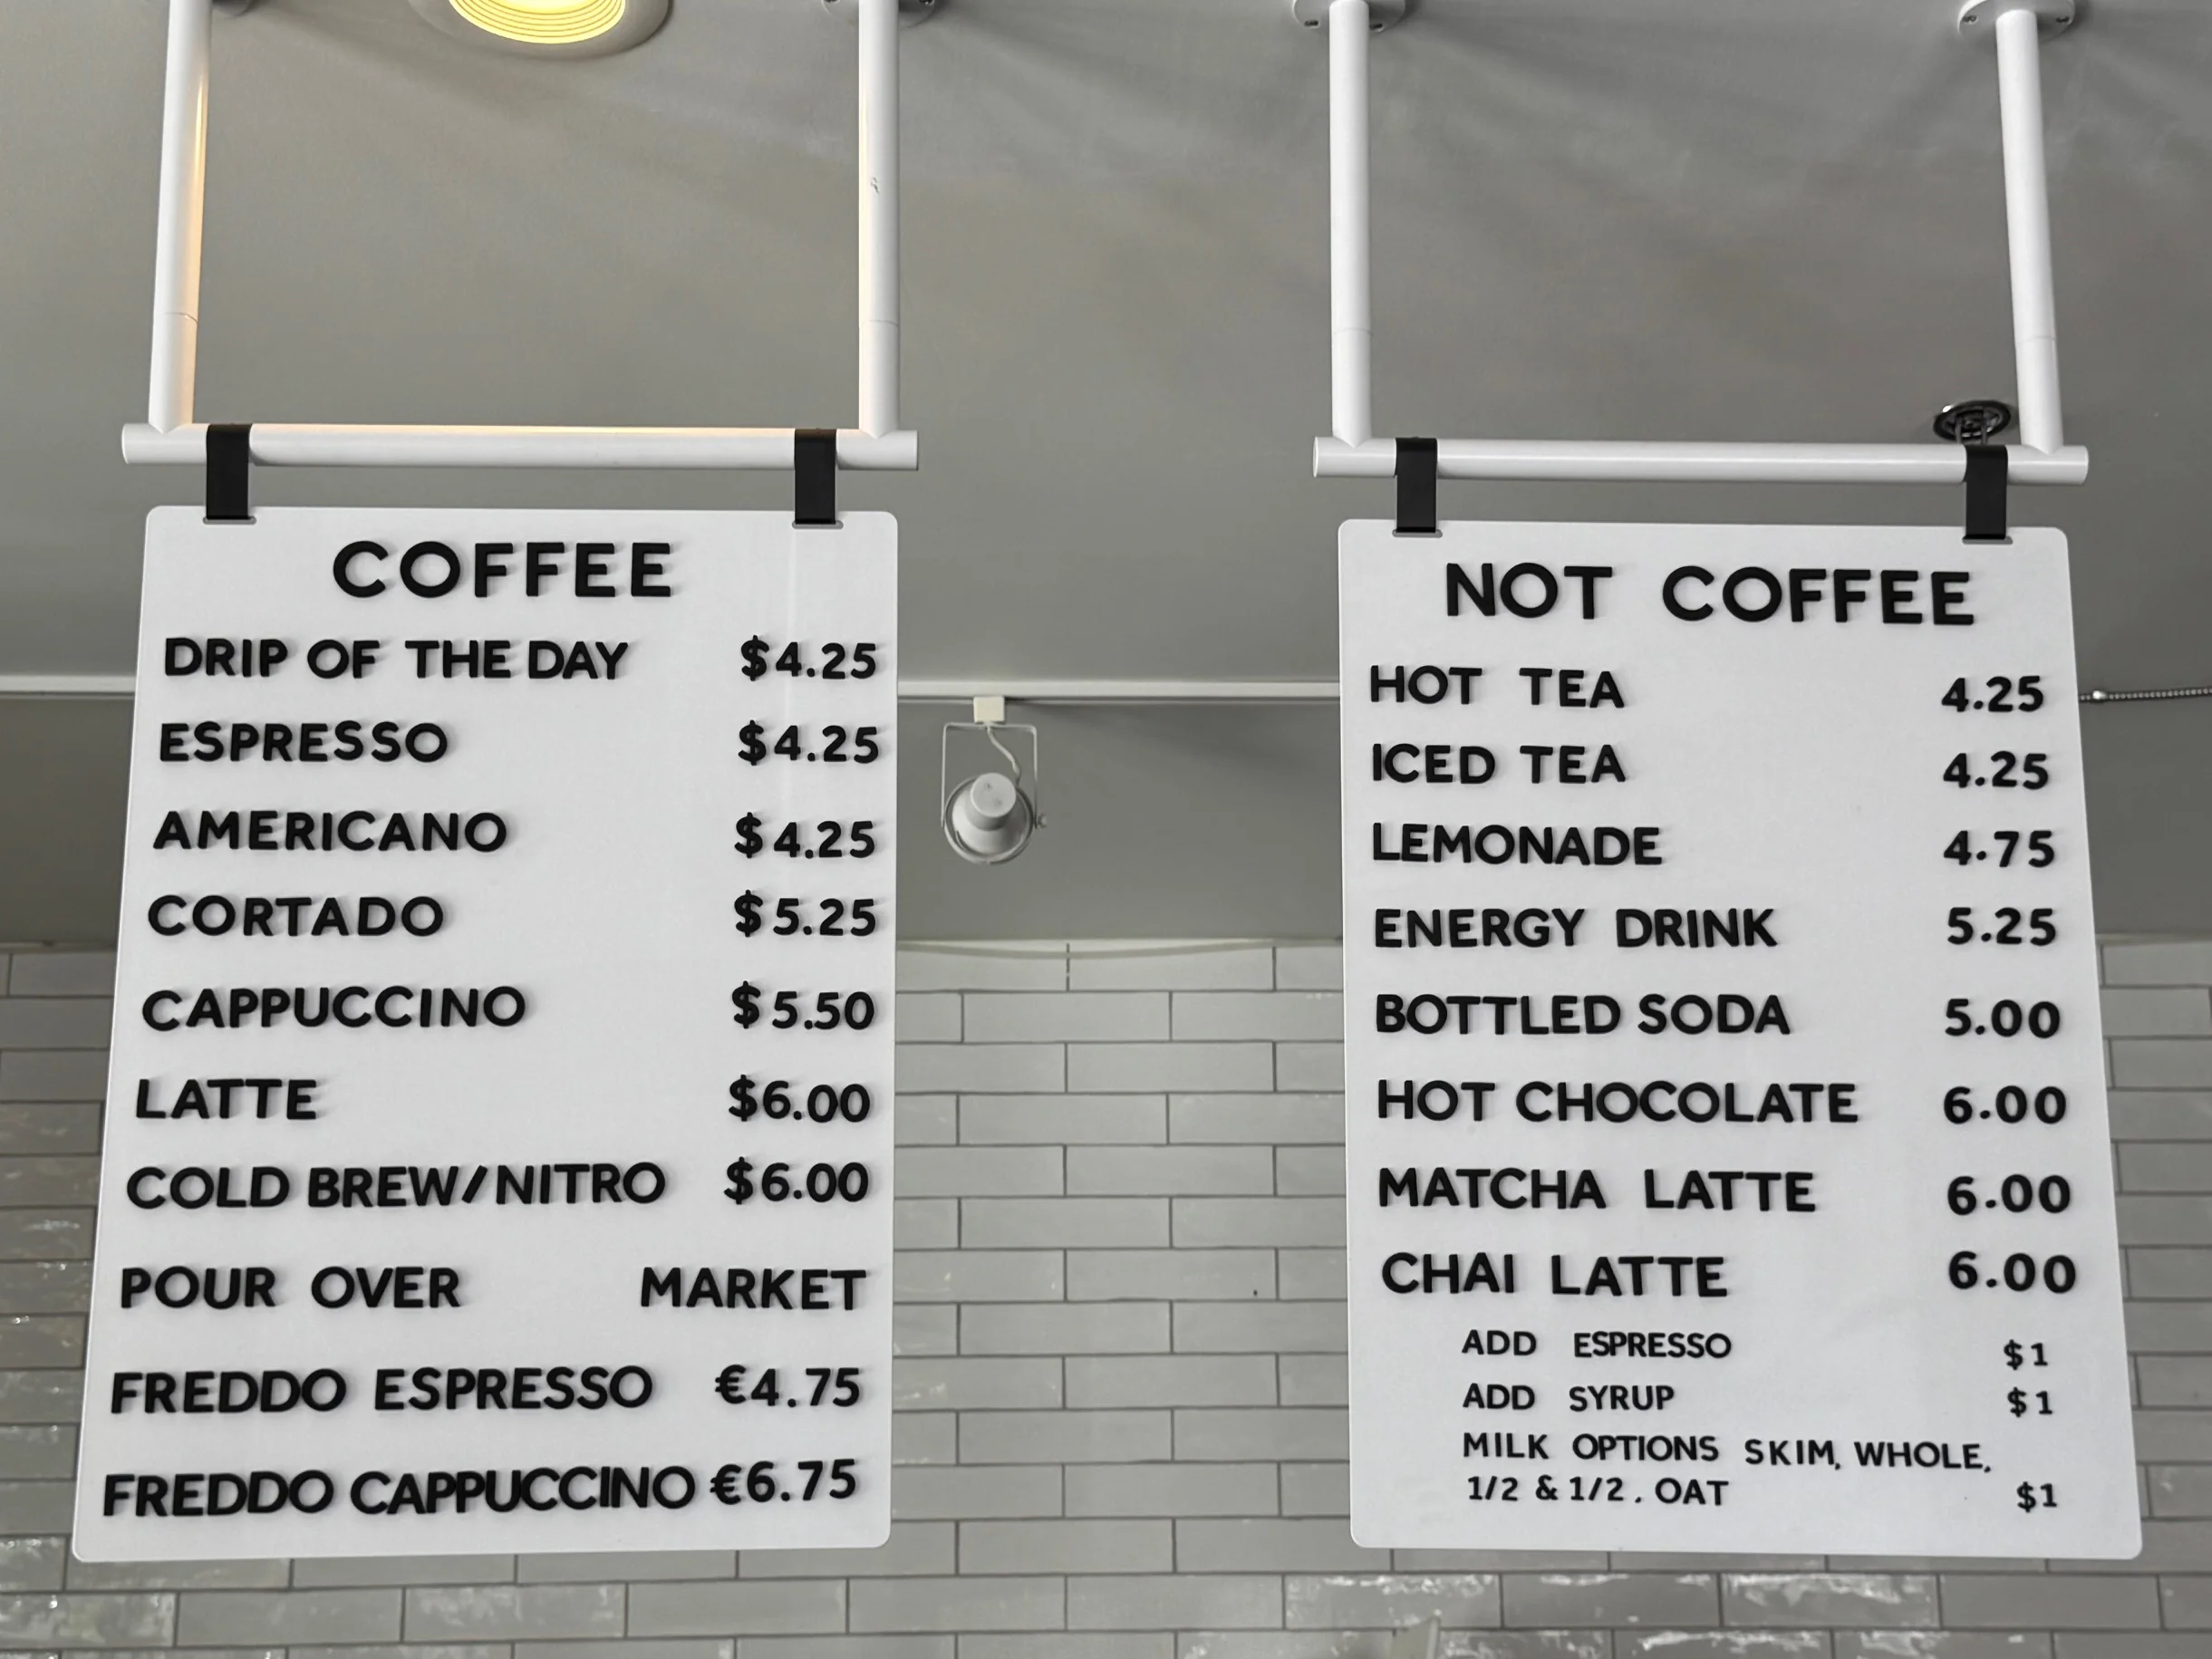 COFFEE
DRIP OF THE DAY $4.25
ESPRESSO $4.25
AMERICANO $4.25
CORTADO $5.25
CAPPUCCINO $5.50
LATTE $6.00
COLD BREW/NITRO $6.00
POUR OVER MARKET
FREDDO ESPRESSO €4.75
FREDDO CAPPUCCINO €6.75
NOT COFFEE
HOT TEA 4.25
ICED TEA 4.25
LEMONADE 4.75
ENERGY DRINK 5.25
BOTTLED SODA 5.00
HOT CHOCOLATE 6.00
MATCHA LATTE 6.00
CHAI LATTE 6.00
ADD ESPRESSO $1
ADD SYRUP $1
MILK OPTIONS SKIM, WHOLE,
1/2 & 1/2 . OAT $1